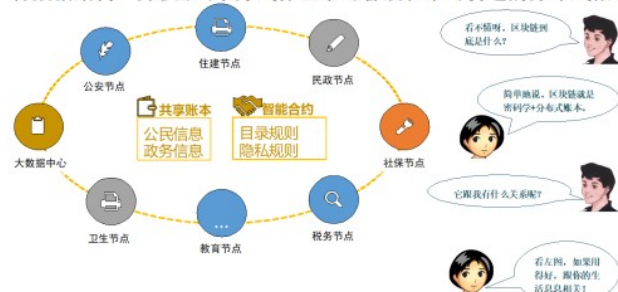 住建节点
公安节点
民政节点
共享账本
智能合约
公民信息
政务信息
目录规则
隐私规则
大数据中心
社保节点
卫生节点
教育节点
税务节点
...
看不懂呀。区块链到
底是什么?
简单地说。区块链就是
密码学+分布式账本。
它跟我有什么关系呢?
看左图,如果用
得好,跟你的生
活息息相关!